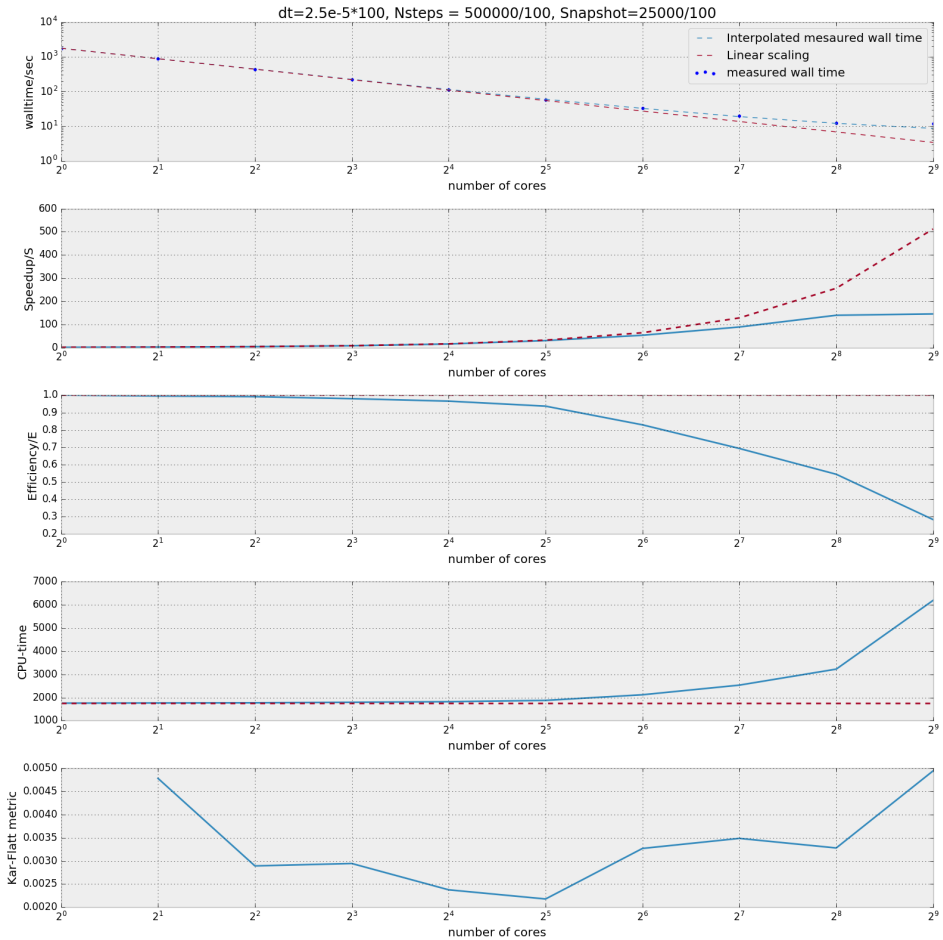 dt=2.5e-5*100, Nsteps = 500000/100, Snapshot=25000/100
10^4
10^3
10^2
10^1
10^0
walltime/sec
Interpolated mesaured wall time
Linear scaling
measured wall time
2^0 2^1 2^2 2^3 2^4 2^5 2^6 2^7 2^8 2^9
number of cores
600
500
400
300
200
100
0
Speedup/S
2^0 2^1 2^2 2^3 2^4 2^5 2^6 2^7 2^8 2^9
number of cores
1.0
0.9
0.8
0.7
0.6
0.5
0.4
0.3
0.2
Efficiency/E
2^0 2^1 2^2 2^3 2^4 2^5 2^6 2^7 2^8 2^9
number of cores
7000
6000
5000
4000
3000
2000
1000
CPU-time
2^0 2^1 2^2 2^3 2^4 2^5 2^6 2^7 2^8 2^9
number of cores
0.0050
0.0045
0.0040
0.0035
0.0030
0.0025
0.0020
Kar-Flatt metric
2^0 2^1 2^2 2^3 2^4 2^5 2^6 2^7 2^8 2^9
number of cores